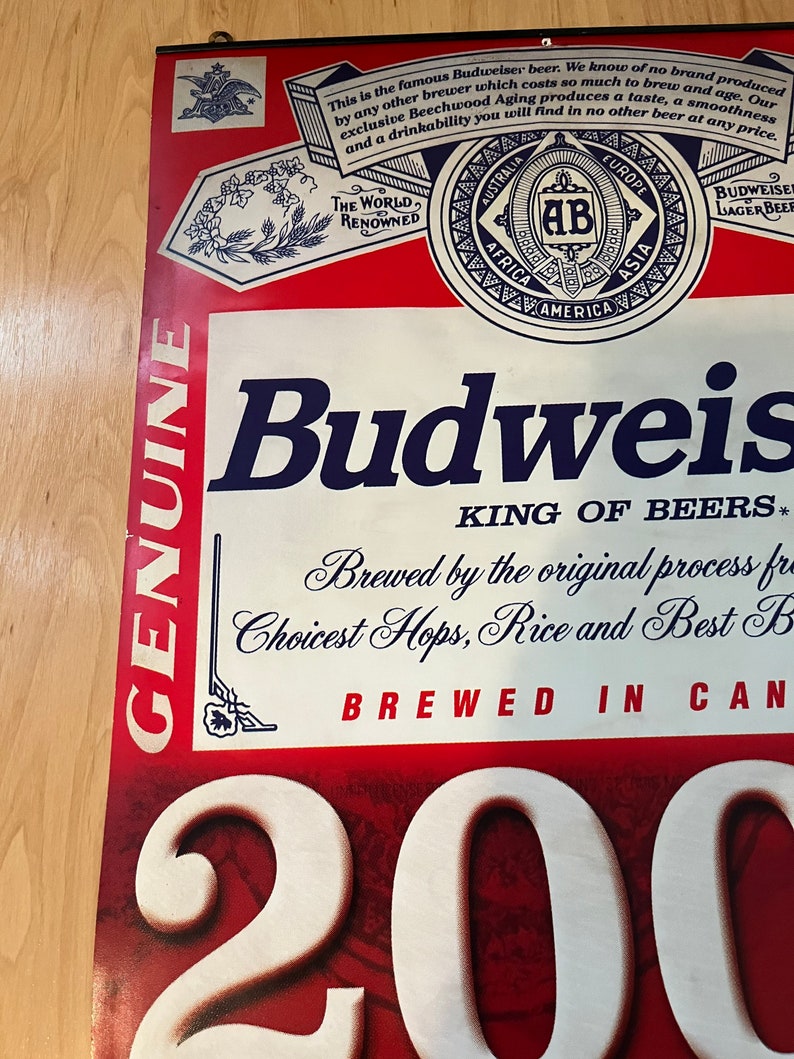 This is the famous Budweiser beer. We know of no brand produced
by any other brewer which costs so much to brew and age. Our
exclusive Beechwood Aging produces a taste, a smoothness
and a drinkability you will find in no other beer at any price.
THE WORLD
RENOWNED
BUDWEISER
LAGER BEER
AUSTRALIA
EUROPE
AB
AFRICA
ASIA
AMERICA
GENUINE
Budweis
KING OF BEERS*
Brewed by the original process fr
Choicest Hops, Rice and Best B
BREWED IN CAN
200